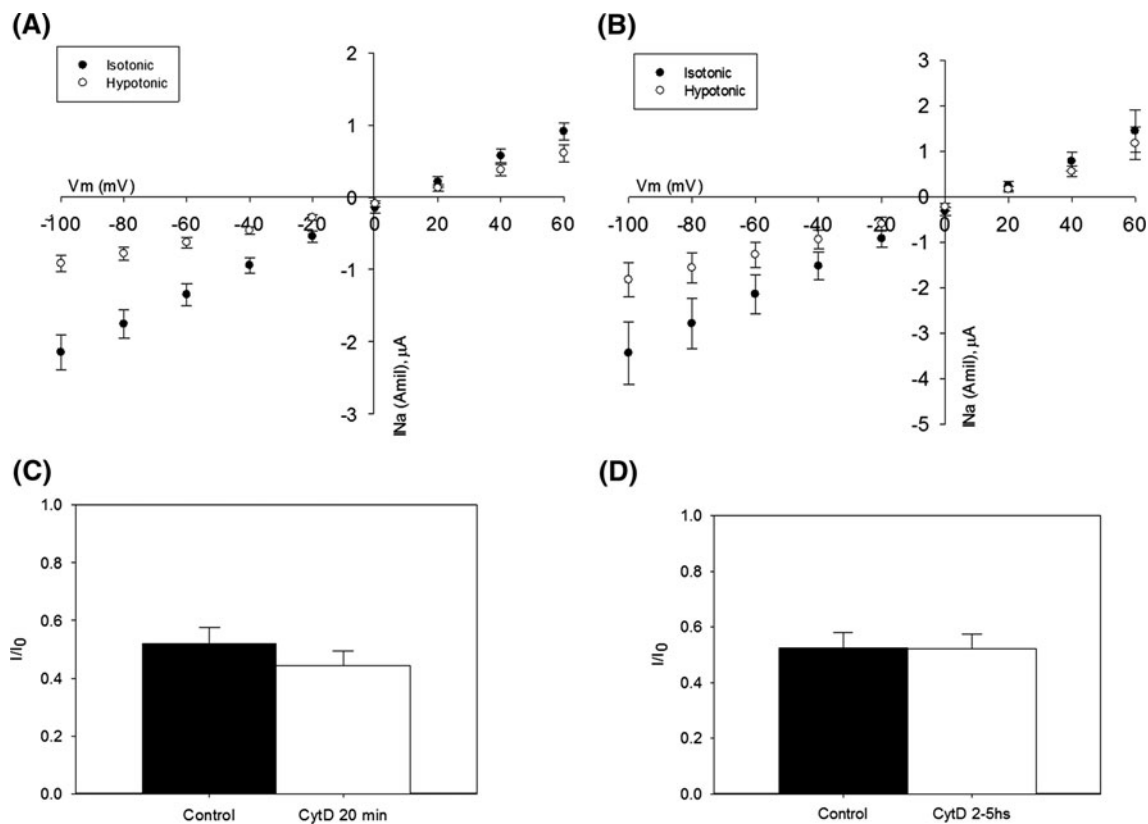 (A)
Isotonic
Hypotonic
2
1
0
-1
-2
-3
Vm (mV)
-100 -80 -60 -40 -20 0 20 40 60
INa (Amil), µA
(B)
Isotonic
Hypotonic
3
2
1
0
-1
-2
-3
-4
-5
Vm (mV)
-100 -80 -60 -40 -20 0 20 40 60
INa (Amil), µA
(C)
1.0
0.8
0.6
0.4
0.2
0.0
I/I0
Control CytD 20 min
(D)
1.0
0.8
0.6
0.4
0.2
0.0
I/I0
Control CytD 2-5hs